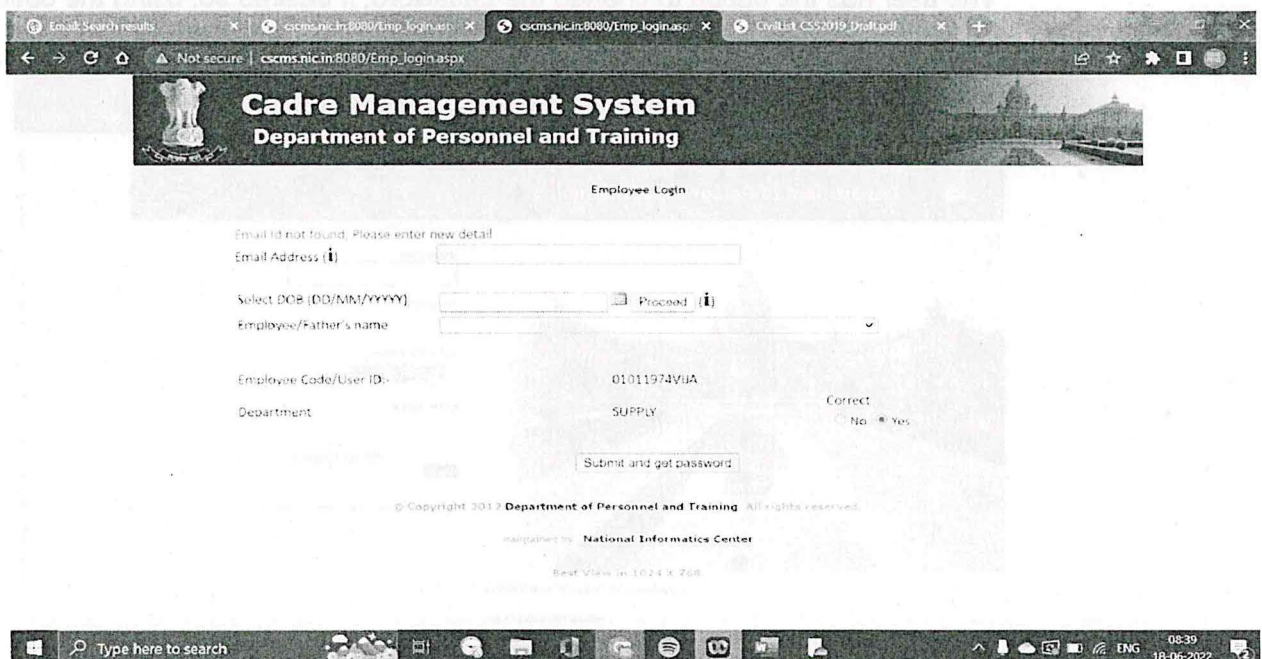 Email: Search results
cscms.nic.in:8080/Emp_login.asp
cscms.nic.in:8080/Emp_login.asp
CivilList_CSS2019_Draft.pdf
Not secure | cscms.nic.in:8080/Emp_login.aspx
Cadre Management System
Department of Personnel and Training
Employee Login
Email Id not found, Please enter new detail
Email Address (i)
Select DOB (DD/MM/YYYY)
Proceed (i)
Employee/Father's name
Employee Code/User ID:-
01011974VIJA
Department
SUPPLY
Correct
No Yes
Submit and get password
© Copyright 2012 Department of Personnel and Training. All rights reserved.
maintained by National Informatics Center
Best View in 1024 X 768
Type here to search
ENG
08:39
18-06-2022